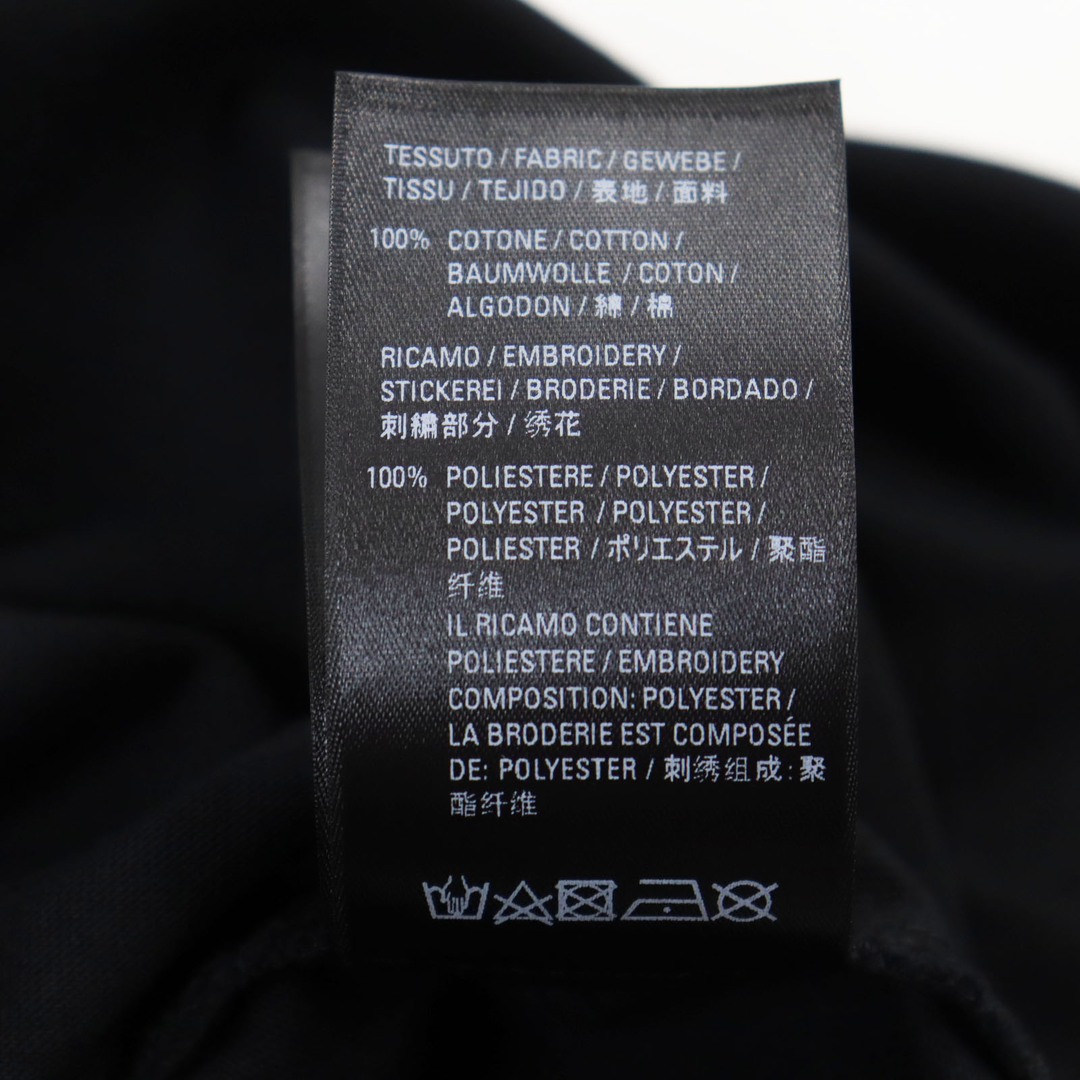 TESSUTO / FABRIC / GEWEBE /
TISSU / TEJIDO / 表地 / 面料
100% COTONE / COTTON /
BAUMWOLLE / COTON /
ALGODON / 綿 / 棉
RICAMO / EMBROIDERY /
STICKEREI / BRODERIE / BORDADO /
刺繍部分 / 绣花
100% POLIESTERE / POLYESTER /
POLYESTER / POLYESTER /
POLIESTER / ポリエステル / 聚酯
纤维
IL RICAMO CONTIENE
POLIESTERE / EMBROIDERY
COMPOSITION: POLYESTER /
LA BRODERIE EST COMPOSÉE
DE: POLYESTER / 刺绣组成: 聚
酯纤维